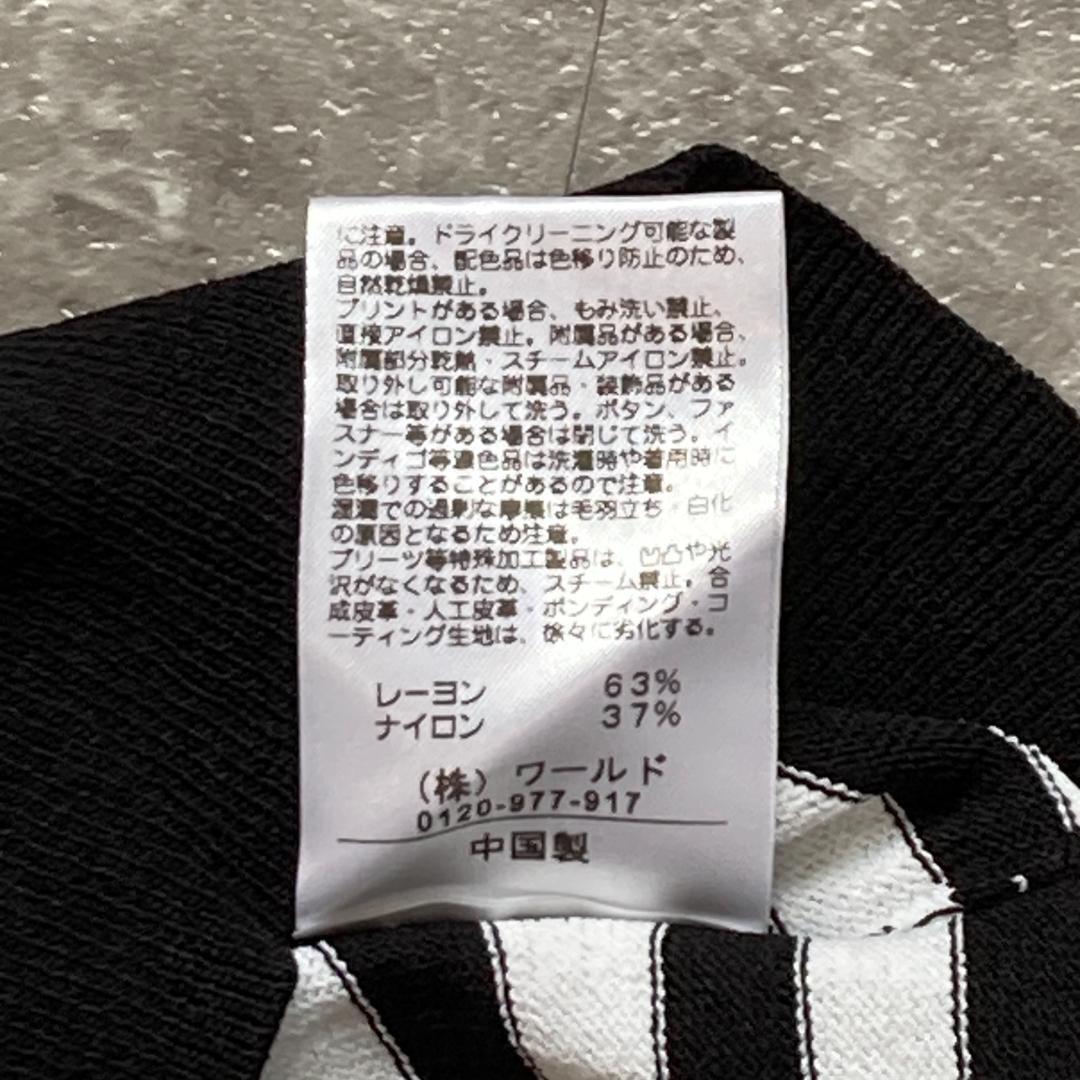 に注意。ドライクリーニング可能な製
品の場合、配色品は色移り防止のため、
自然乾燥禁止。
プリントがある場合、もみ洗い禁止、
直接アイロン禁止。附属品がある場合、
附属部分乾熱・スチームアイロン禁止。
取り外し可能な附属品・装飾品がある
場合は取り外して洗う。ボタン、ファ
スナー等がある場合は閉じて洗う。イ
ンディゴ等濃色品は洗濯時や着用時に
色移りすることがあるので注意。
湿潤での過剰な摩擦は毛羽立ち・白化
の原因となるため注意。
プリーツ等特殊加工製品は、凹凸や光
沢がなくなるため、スチーム禁止。合
成皮革・人工皮革・ボンディング・コ
ーティング生地は、徐々に劣化する。
レーヨン 63%
ナイロン 37%
(株) ワールド
0120-977-917
中国製